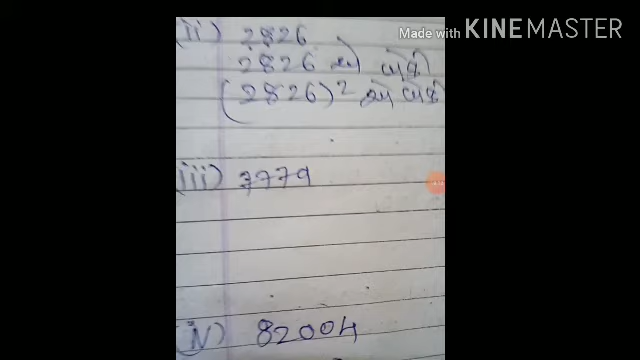 Made with KINEMASTER
(ii) 2826
2826 એ બેકી
(2826)² એ બેકી
(iii) 7779
(iv) 82004